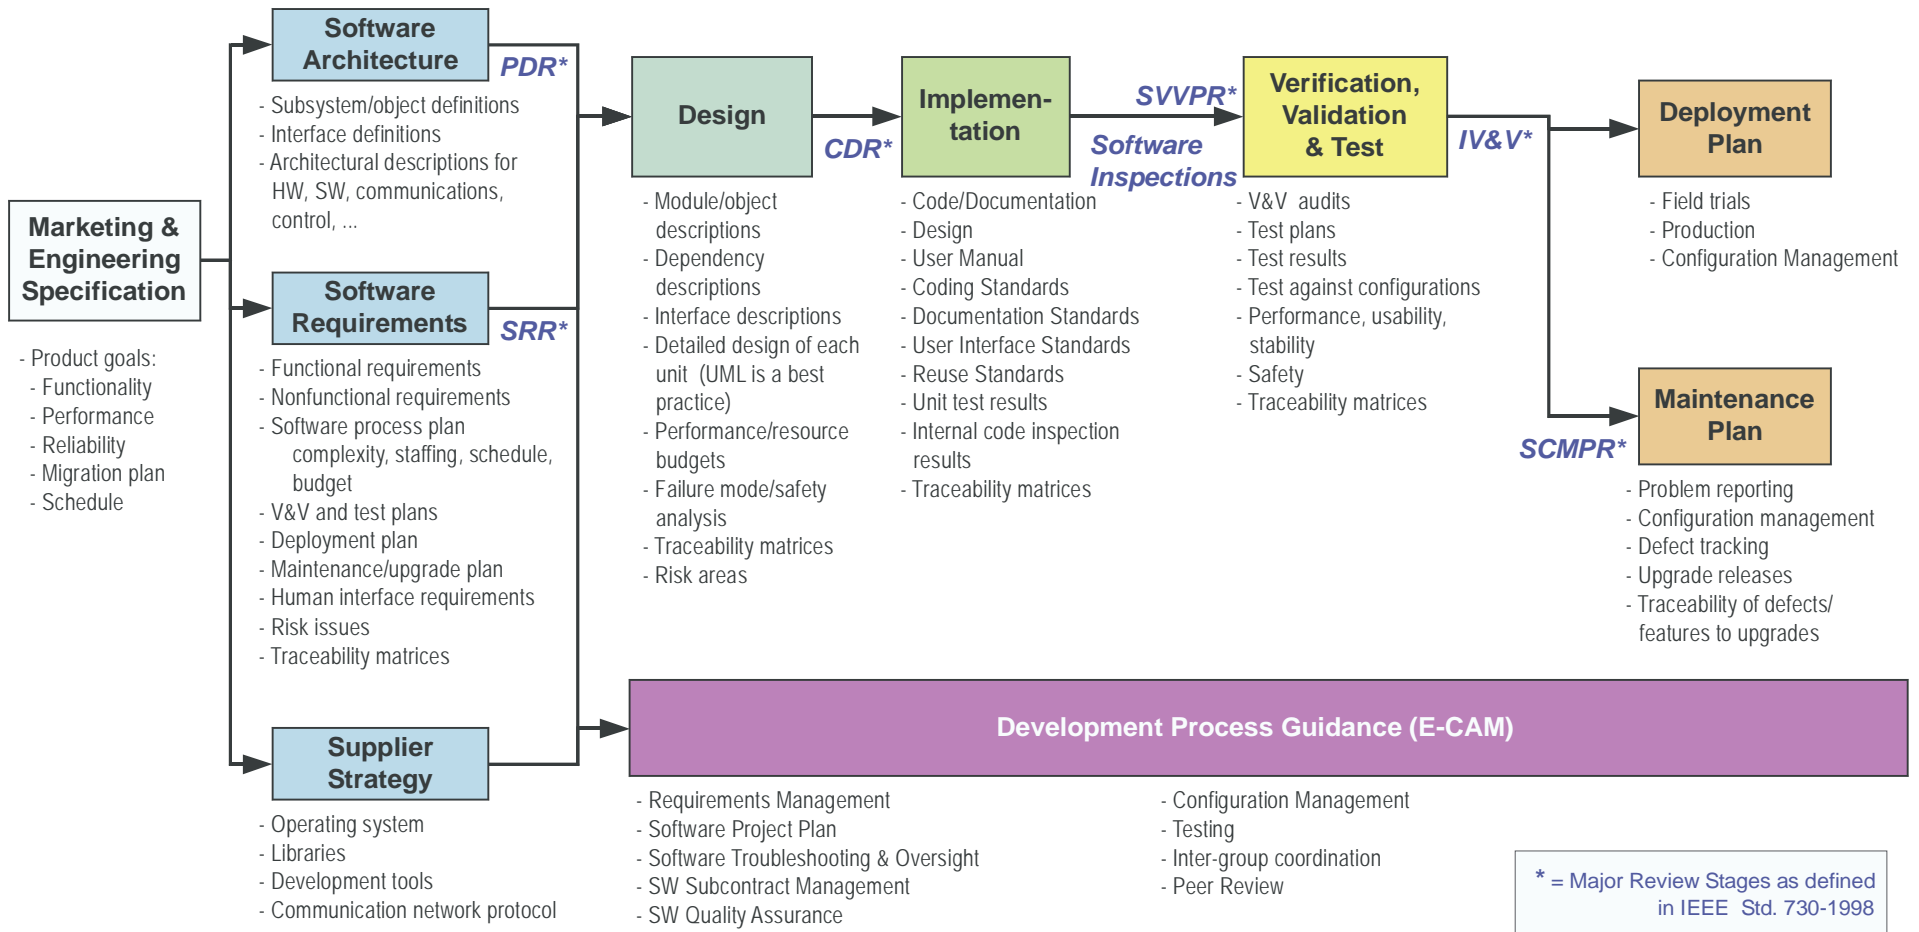 Marketing &
Engineering
Specification
- Product goals:
- Functionality
- Performance
- Reliability
- Migration plan
- Schedule
Software
Architecture
PDR*
- Subsystem/object definitions
- Interface definitions
- Architectural descriptions for
HW, SW, communications,
control, ...
Software
Requirements
SRR*
- Functional requirements
- Nonfunctional requirements
- Software process plan
complexity, staffing, schedule,
budget
- V&V and test plans
- Deployment plan
- Maintenance/upgrade plan
- Human interface requirements
- Risk issues
- Traceability matrices
Supplier
Strategy
- Operating system
- Libraries
- Development tools
- Communication network protocol
Design
CDR*
- Module/object
descriptions
- Dependency
descriptions
- Interface descriptions
- Detailed design of each
unit (UML is a best
practice)
- Performance/resource
budgets
- Failure mode/safety
analysis
- Traceability matrices
- Risk areas
Implemen-
tation
SVVPR*
Software
Inspections
- Code/Documentation
- Design
- User Manual
- Coding Standards
- Documentation Standards
- User Interface Standards
- Reuse Standards
- Unit test results
- Internal code inspection
results
- Traceability matrices
Verification,
Validation
& Test
IV&V*
- V&V audits
- Test plans
- Test results
- Test against configurations
- Performance, usability,
stability
- Safety
- Traceability matrices
Deployment
Plan
- Field trials
- Production
- Configuration Management
SCMPR*
Maintenance
Plan
- Problem reporting
- Configuration management
- Defect tracking
- Upgrade releases
- Traceability of defects/
features to upgrades
Development Process Guidance (E-CAM)
- Requirements Management
- Software Project Plan
- Software Troubleshooting & Oversight
- SW Subcontract Management
- SW Quality Assurance
- Configuration Management
- Testing
- Inter-group coordination
- Peer Review
* = Major Review Stages as defined
in IEEE Std. 730-1998